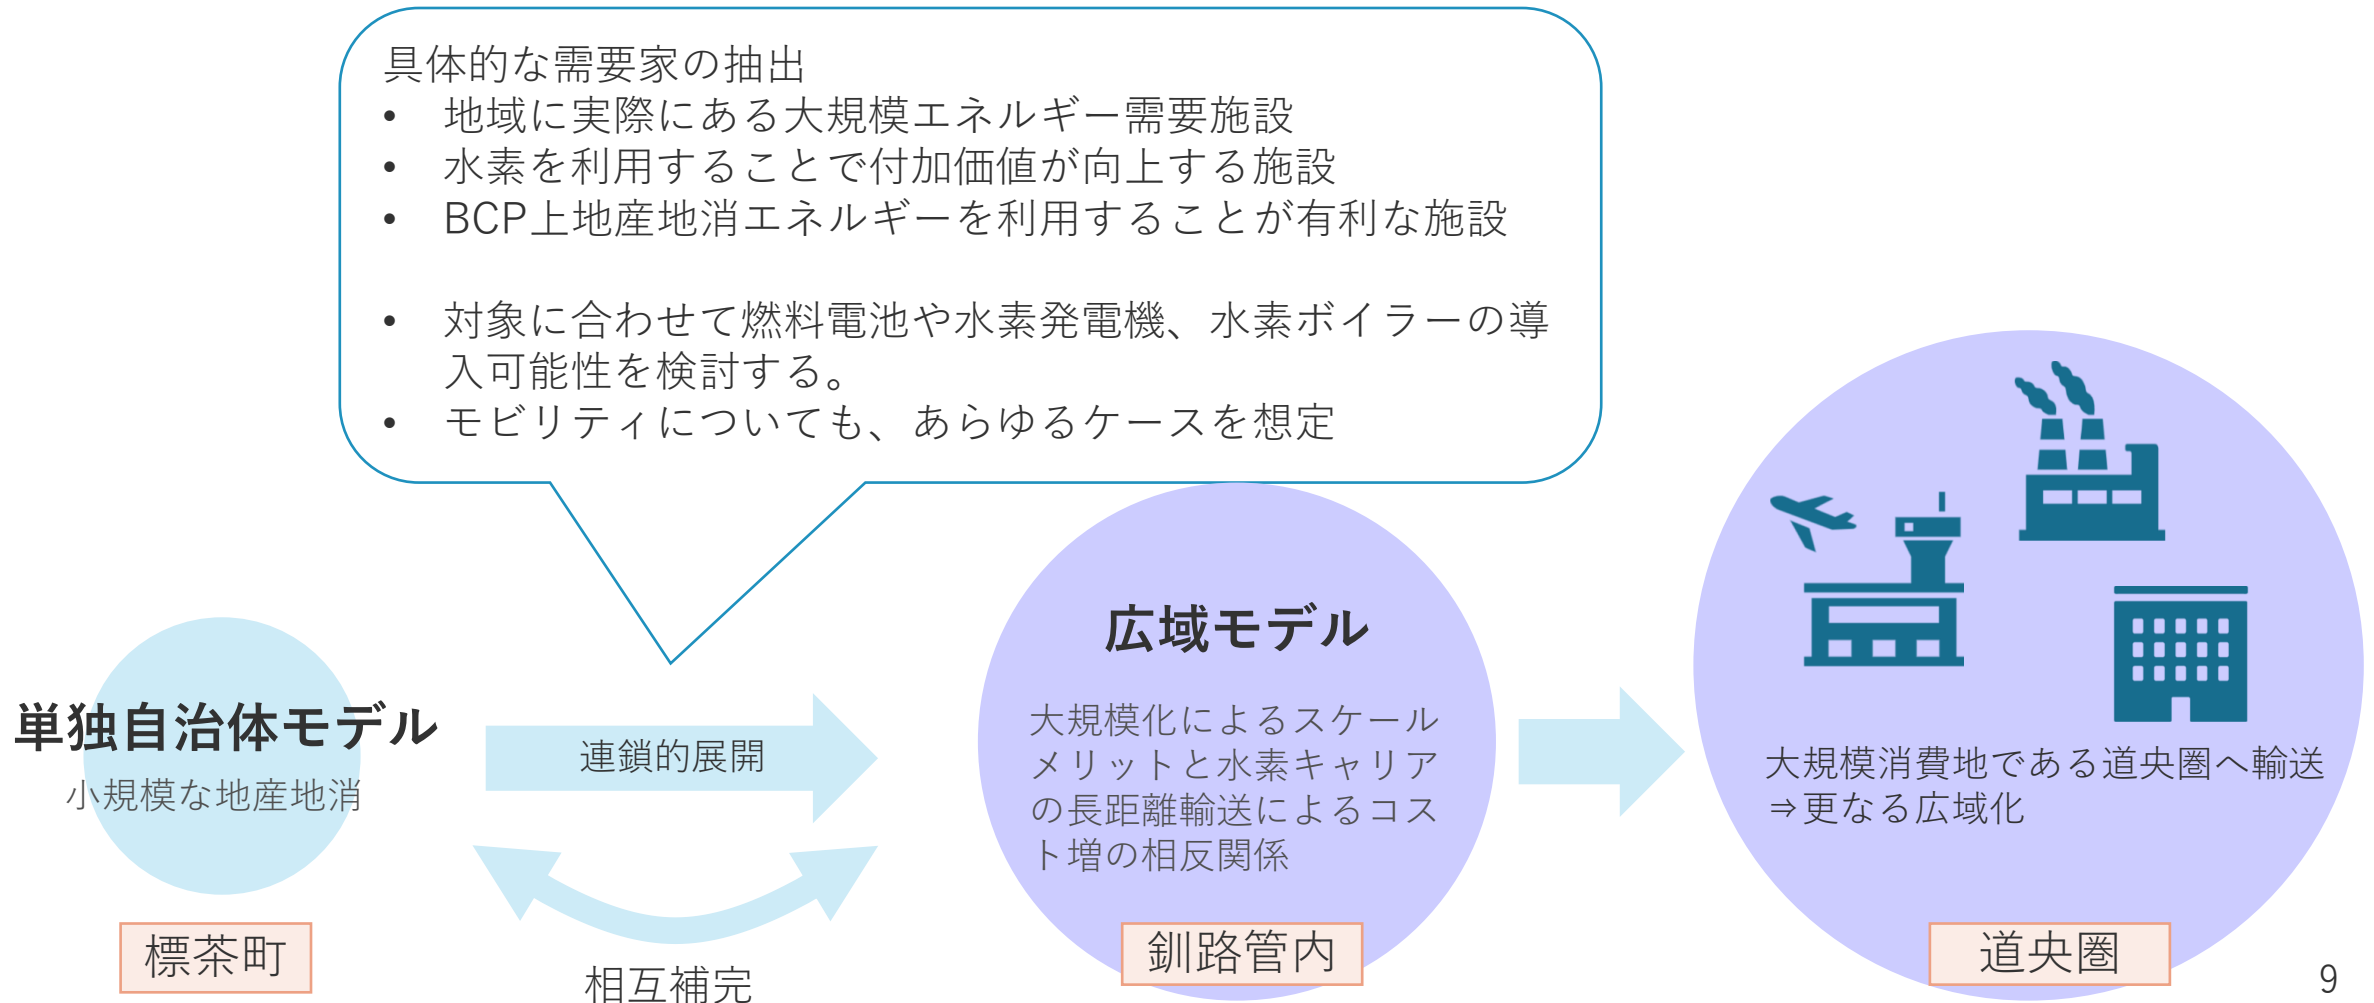 具体的な需要家の抽出
• 地域に実際にある大規模エネルギー需要施設
• 水素を利用することで付加価値が向上する施設
• BCP上地産地消エネルギーを利用することが有利な施設
• 対象に合わせて燃料電池や水素発電機、水素ボイラーの導
入可能性を検討する。
• モビリティについても、あらゆるケースを想定
単独自治体モデル
小規模な地産地消
標茶町
連鎖的展開
相互補完
広域モデル
大規模化によるスケール
メリットと水素キャリア
の長距離輸送によるコス
ト増の相反関係
釧路管内
大規模消費地である道央圏へ輸送
⇒更なる広域化
道央圏
9